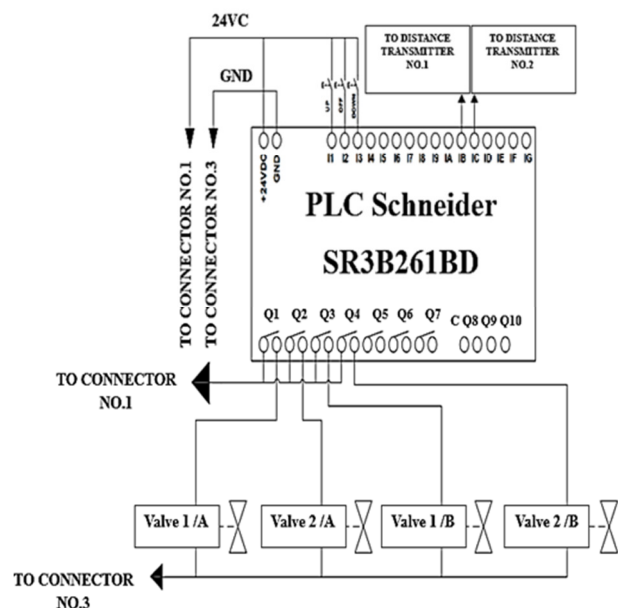 24VC
GND
TO CONNECTOR NO.1
TO CONNECTOR NO.3
UP
OFF
DOWN
TO DISTANCE
TRANSMITTER
NO.1
TO DISTANCE
TRANSMITTER
NO.2
+24VDC
GND
I1 I2 I3 I4 I5 I6 I7 I8 I9 IA IB IC ID IE IF IG
PLC Schneider
SR3B261BD
Q1 Q2 Q3 Q4 Q5 Q6 Q7 C Q8 Q9 Q10
TO CONNECTOR
NO.1
Valve 1/A
Valve 2/A
Valve 1/B
Valve 2/B
TO CONNECTOR
NO.3